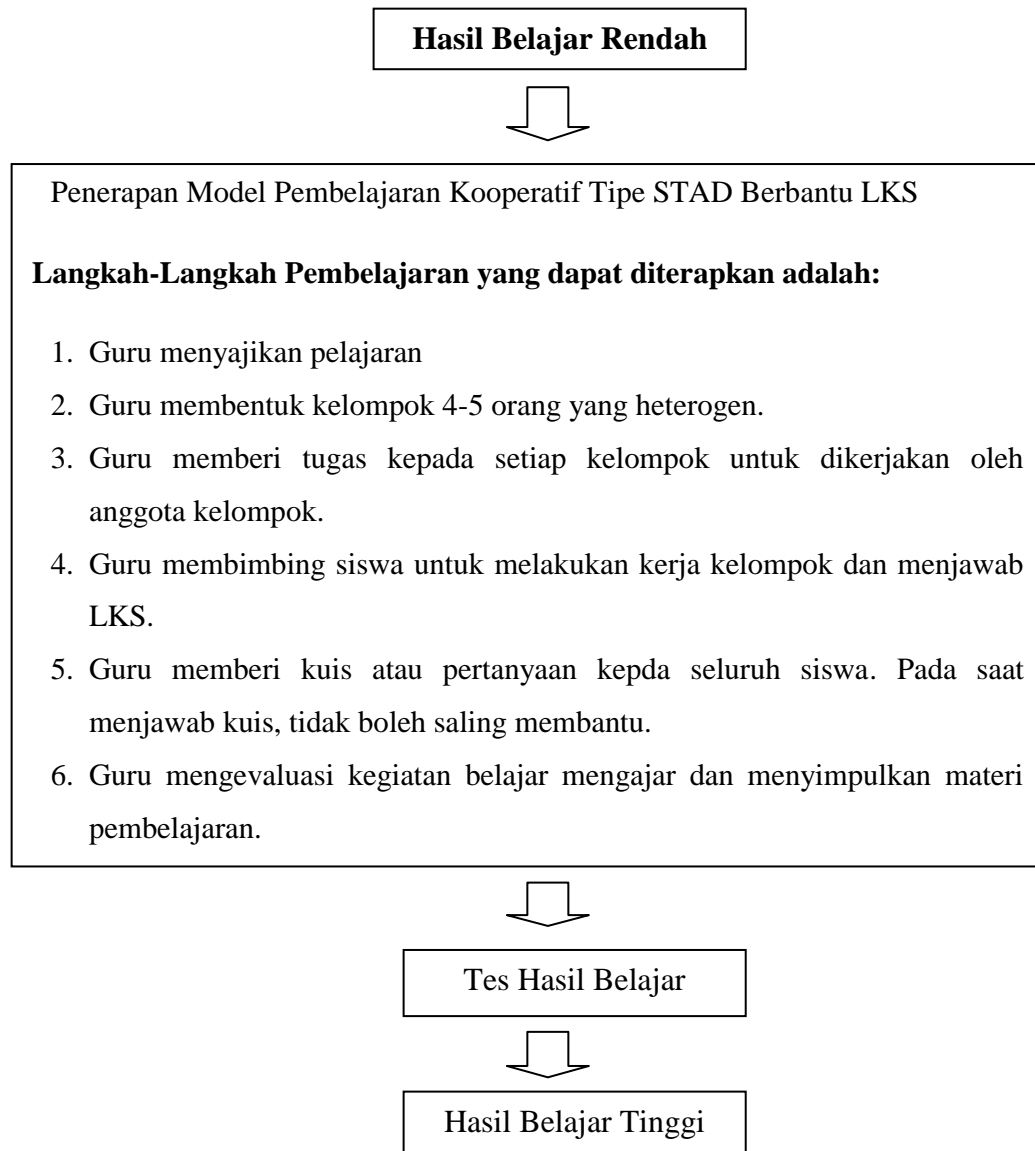 Hasil Belajar Rendah
Penerapan Model Pembelajaran Kooperatif Tipe STAD Berbantu LKS
Langkah-Langkah Pembelajaran yang dapat diterapkan adalah:
1. Guru menyajikan pelajaran
2. Guru membentuk kelompok 4-5 orang yang heterogen.
3. Guru memberi tugas kepada setiap kelompok untuk dikerjakan oleh
anggota kelompok.
4. Guru membimbing siswa untuk melakukan kerja kelompok dan menjawab
LKS.
5. Guru memberi kuis atau pertanyaan kepda seluruh siswa. Pada saat
menjawab kuis, tidak boleh saling membantu.
6. Guru mengevaluasi kegiatan belajar mengajar dan menyimpulkan materi
pembelajaran.
Tes Hasil Belajar
Hasil Belajar Tinggi